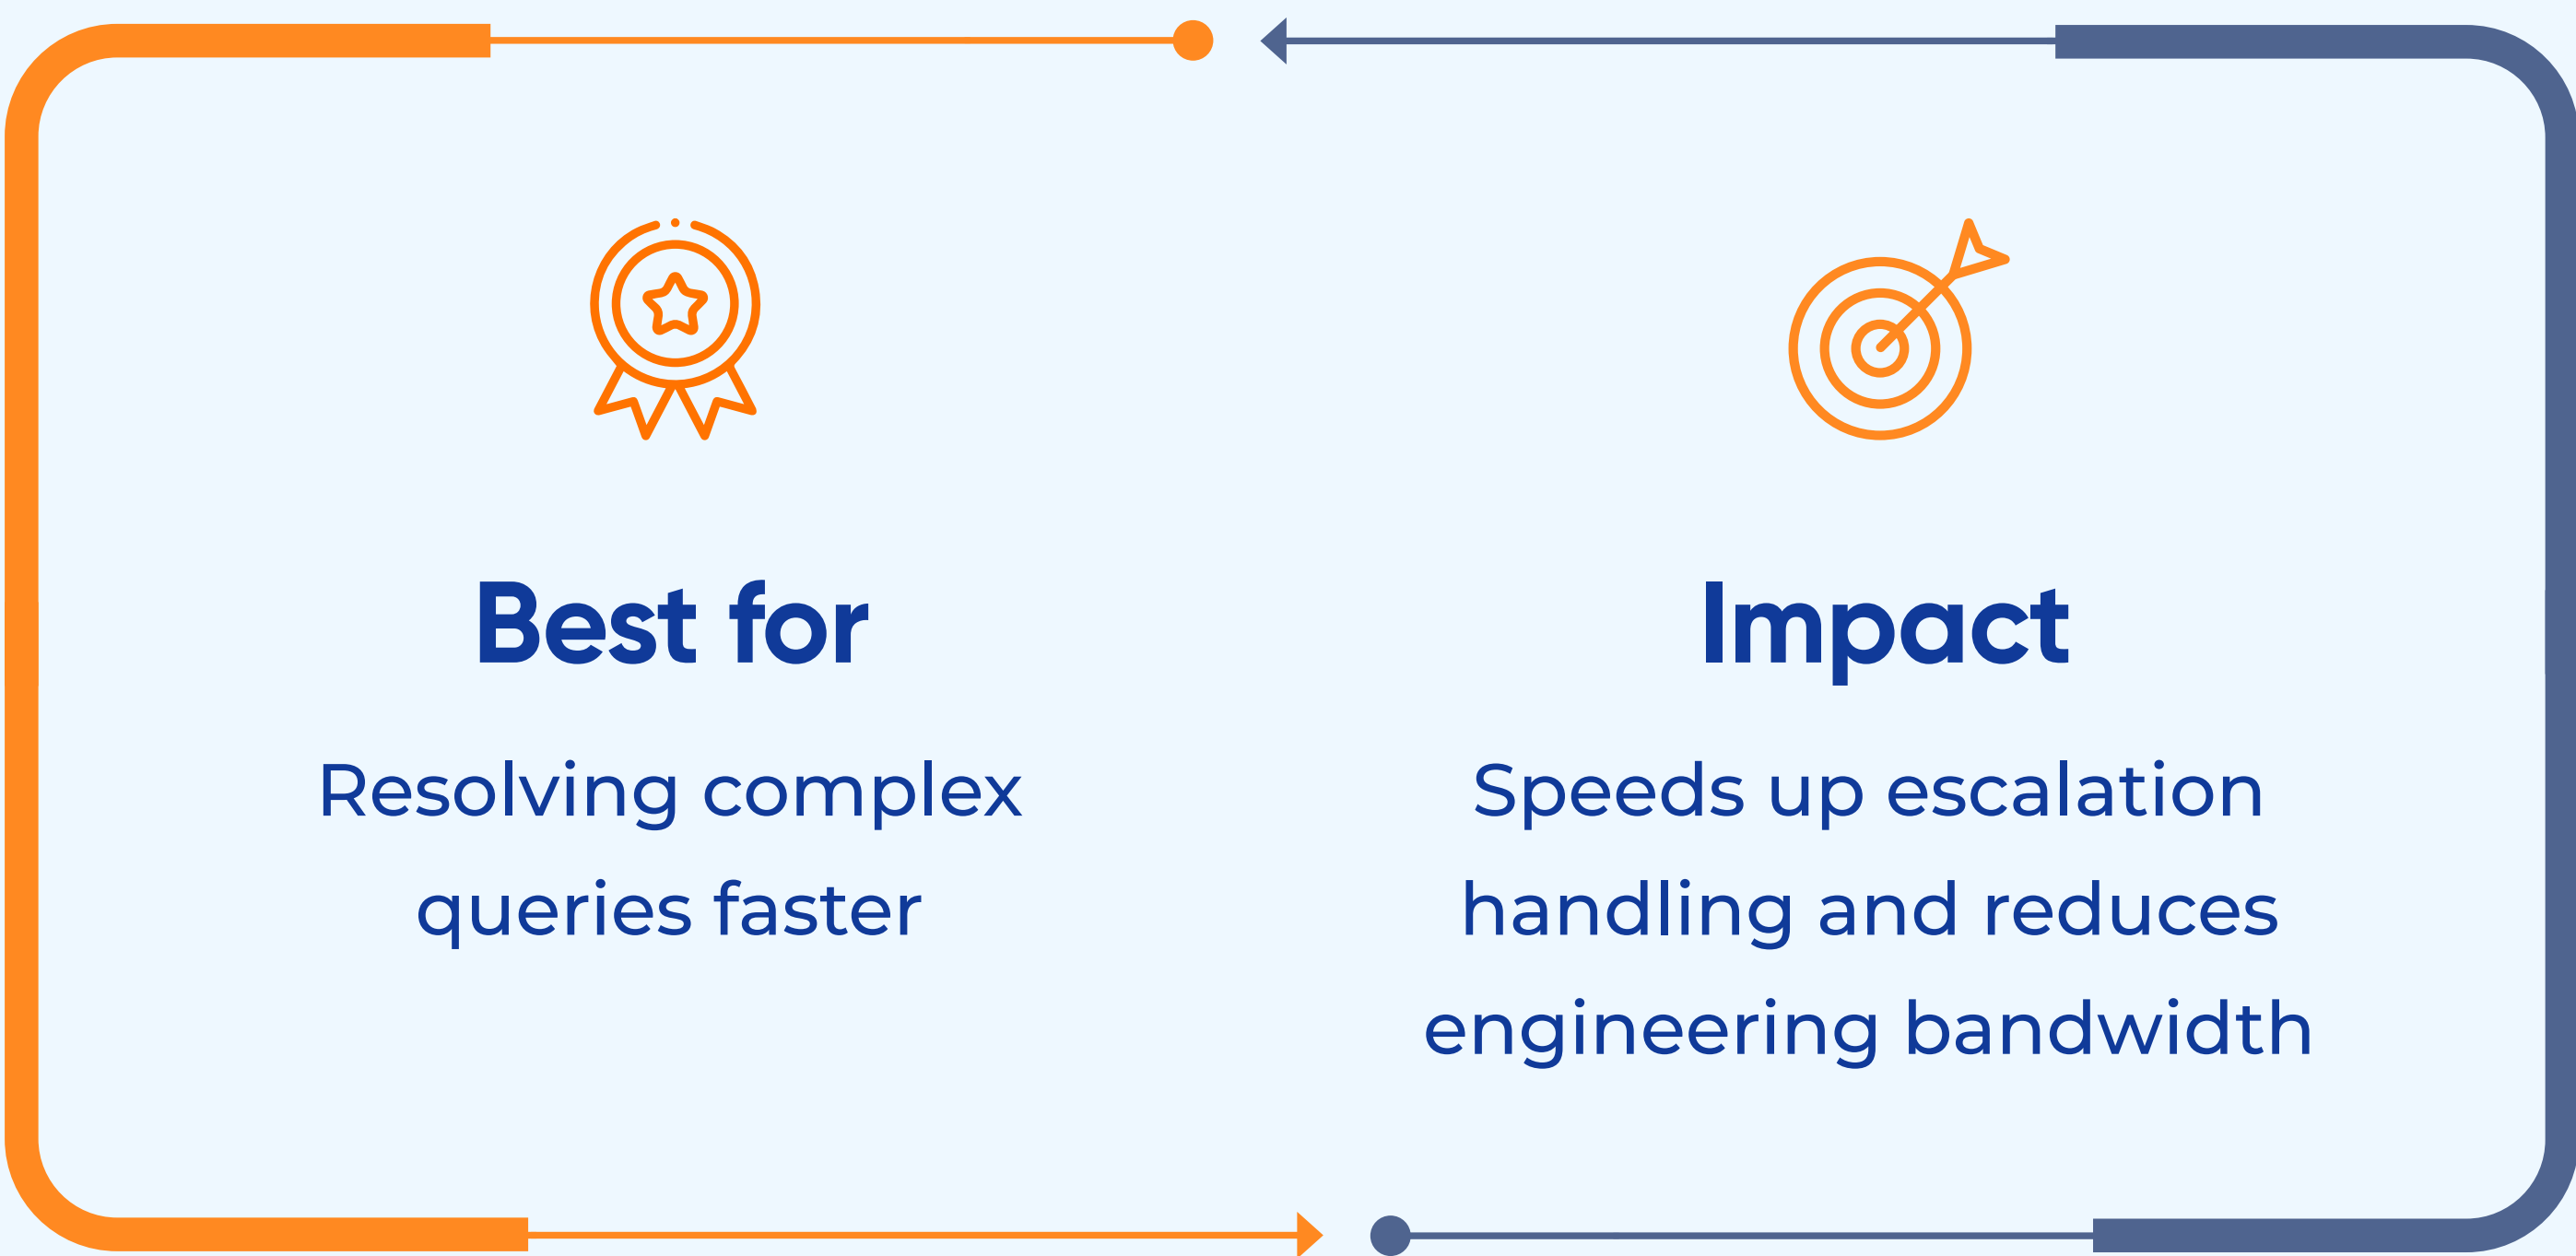 Best for
Resolving complex
queries faster
Impact
Speeds up escalation
handling and reduces
engineering bandwidth